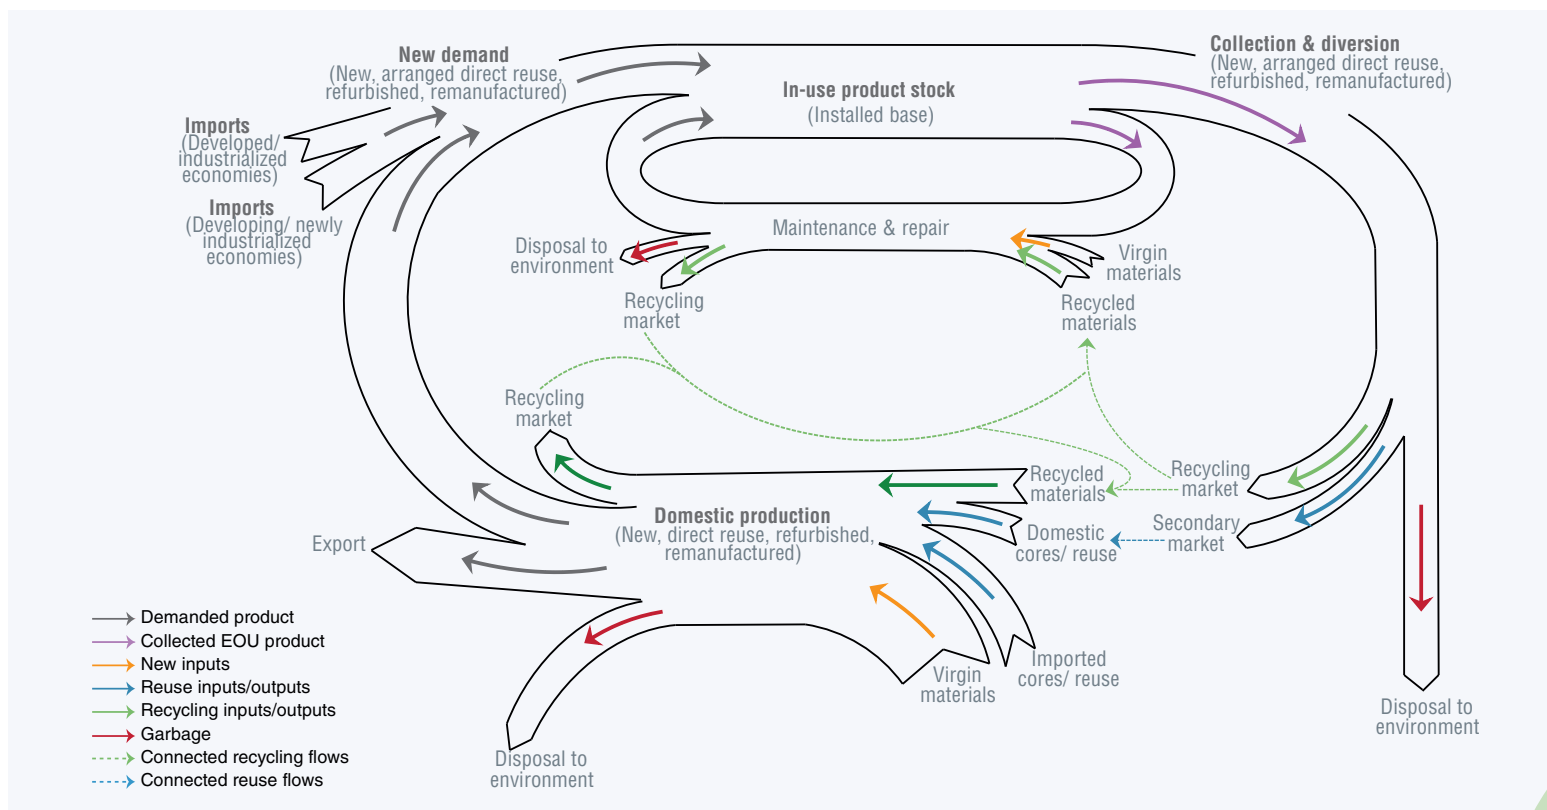 New demand
(New, arranged direct reuse,
refurbished, remanufactured)
Collection & diversion
(New, arranged direct reuse,
refurbished, remanufactured)
In-use product stock
(Installed base)
Imports
(Developed/
industrialized
economies)
Imports
(Developing/ newly
industrialized
economies)
Maintenance & repair
Disposal to
environment
Virgin
materials
Recycling
market
Recycled
materials
Recycling
market
Recycled
materials
Recycling
market
Domestic production
(New, direct reuse, refurbished,
remanufactured)
Domestic
cores/ reuse
Secondary
market
Export
Virgin
materials
Imported
cores/ reuse
Disposal to
environment
Disposal to
environment
Demanded product
Collected EOU product
New inputs
Reuse inputs/outputs
Recycling inputs/outputs
Garbage
Connected recycling flows
Connected reuse flows